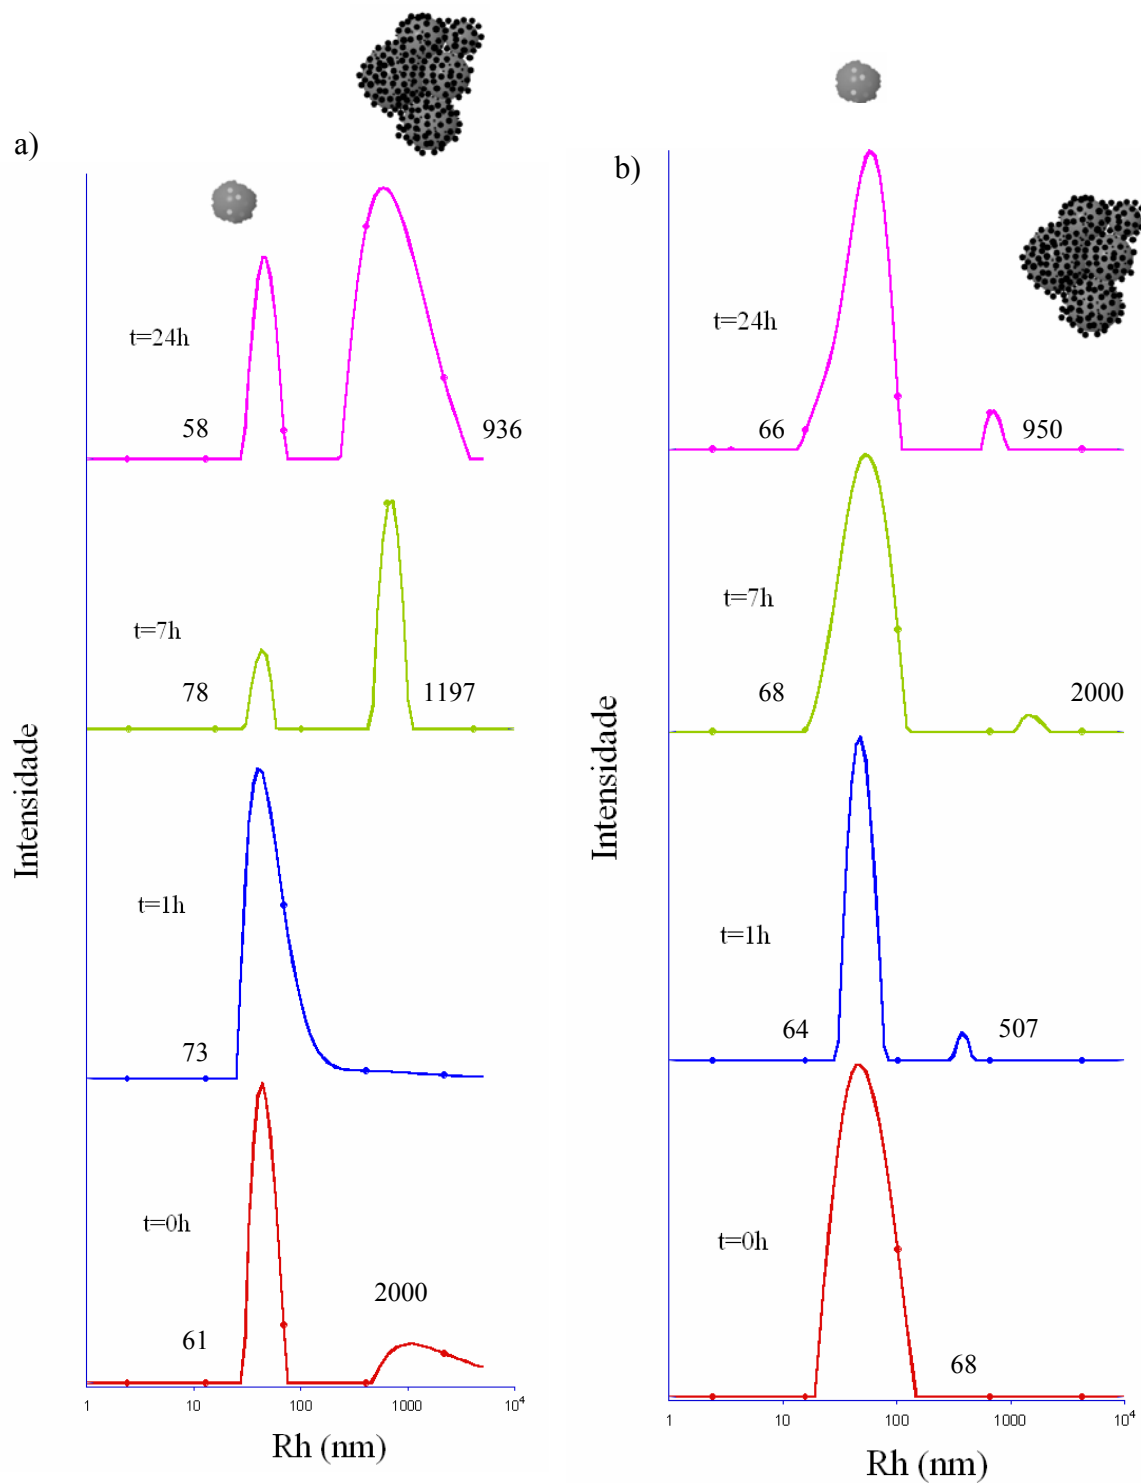 a)
t=24h
58
936
t=7h
78
1197
t=1h
73
t=0h
2000
61
Intensidade
1
10
100
1000
10⁴
Rh (nm)
b)
t=24h
66
950
t=7h
68
2000
t=1h
64
507
t=0h
68
Intensidade
1
10
100
1000
10⁴
Rh (nm)